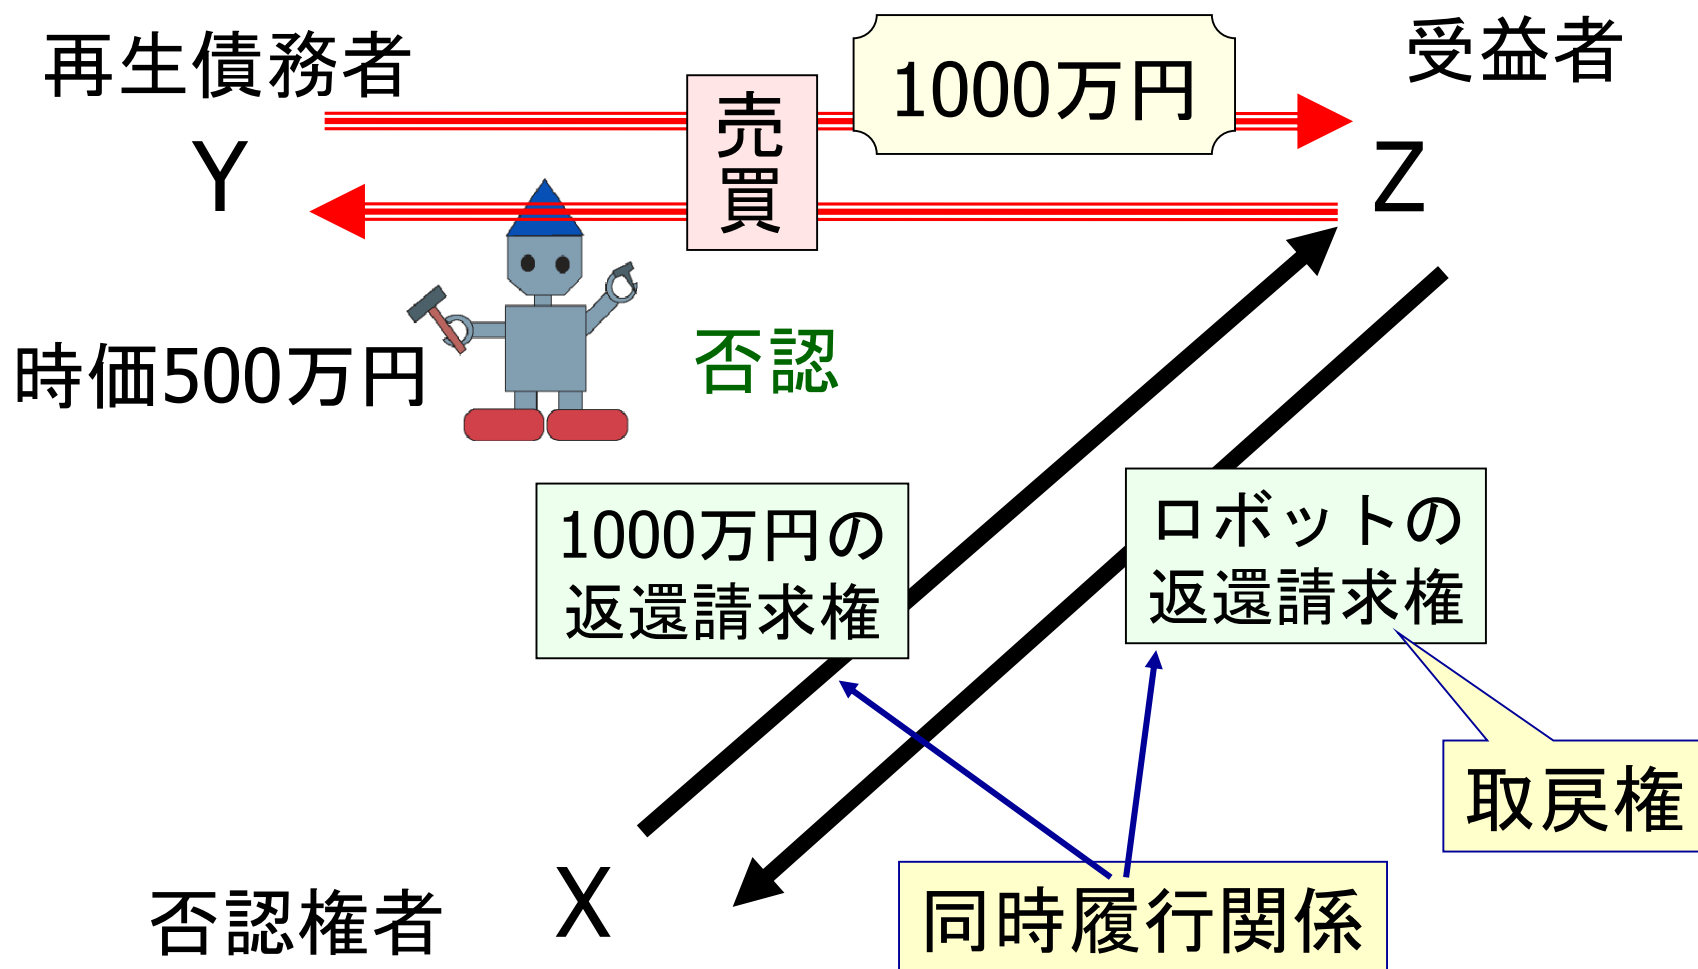 再生債務者
1000万円
受益者
売
買
Y
Z
時価500万円
否認
1000万円の
返還請求権
ロボットの
返還請求権
取戻権
否認権者
X
同時履行関係